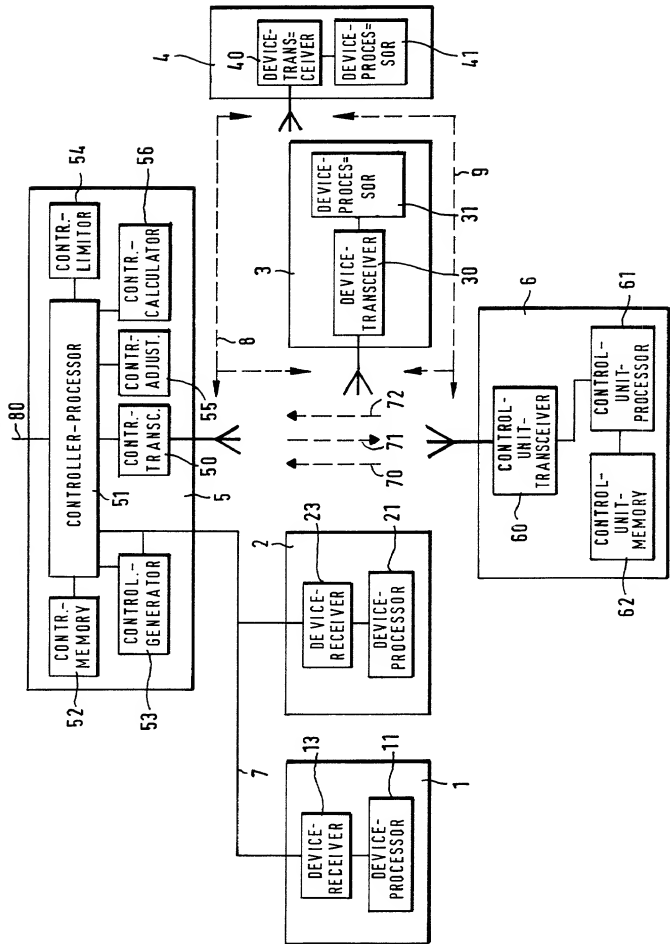 80
CONTROLLER-PROCESSOR
51
CONTR.-
MEMORY
52
CONTROL.-
GENERATOR
53
CONTR.-
TRANSC.
50
5
CONTR.-
ADJUST.
55
CONTR.-
LIMITOR
54
CONTR.-
CALCULATOR
56
7
DEVICE-
RECEIVER
13
DEVICE-
PROCESSOR
11
1
2
DEVICE-
RECEIVER
23
DEVICE-
PROCESSOR
21
70
71
72
8
3
DEVICE-
TRANSCEIVER
30
DEVICE-
PROCES=
SOR
31
4
40
DEVICE-
TRANS=
CEIVER
DEVICE-
PROCES=
SOR
41
9
6
CONTROL-
UNIT-
TRANSCEIVER
60
CONTROL-
UNIT-
PROCESSOR
61
CONTROL-
UNIT-
MEMORY
62